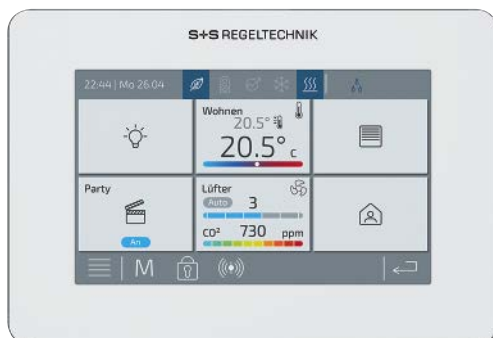 S+S REGELTECHNIK
22:44 | Mo 26.04
Wohnen
20.5°
20.5° c
Party
An
Lüfter
Auto 3
CO² 730 ppm
M